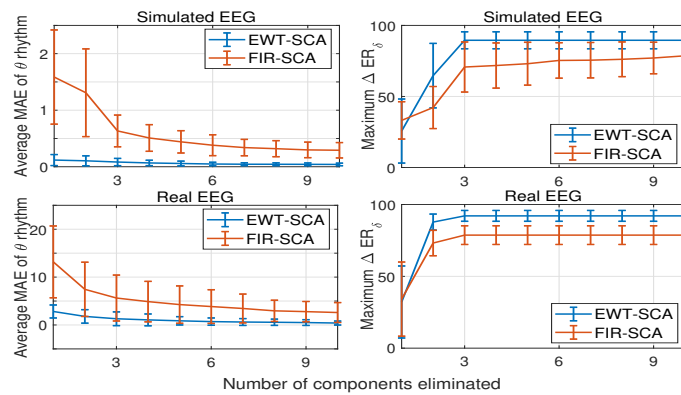 Simulated EEG
Average MAE of θ rhythm
2
1
0
3
6
9
EWT-SCA
FIR-SCA
Simulated EEG
Maximum Δ ERδ
100
50
0
3
6
9
EWT-SCA
FIR-SCA
Real EEG
Average MAE of θ rhythm
20
10
0
3
6
9
EWT-SCA
FIR-SCA
Real EEG
Maximum Δ ERδ
100
50
0
3
6
9
EWT-SCA
FIR-SCA
Number of components eliminated